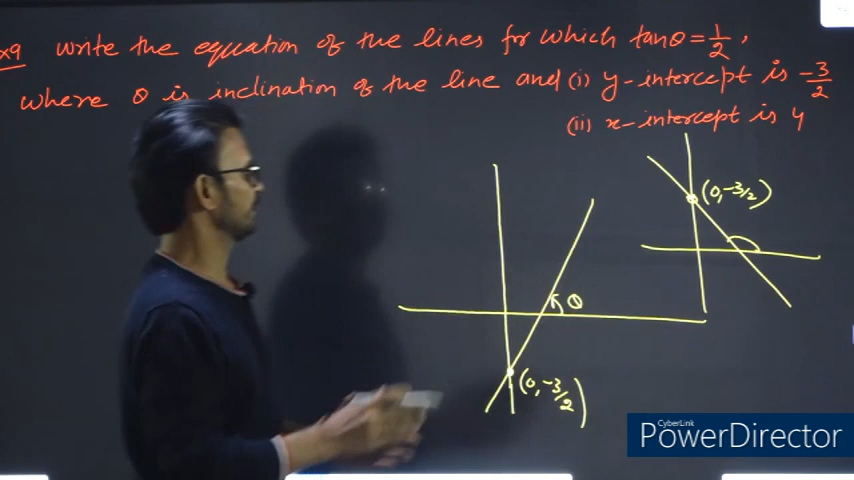 x9 Write the equation of the lines for which tanθ = 1/2,
where θ is inclination of the line and (i) y-intercept is -3/2
(ii) x-intercept is 4
(0, -3/2)
θ
(0, -3/2)
CyberLink
PowerDirector